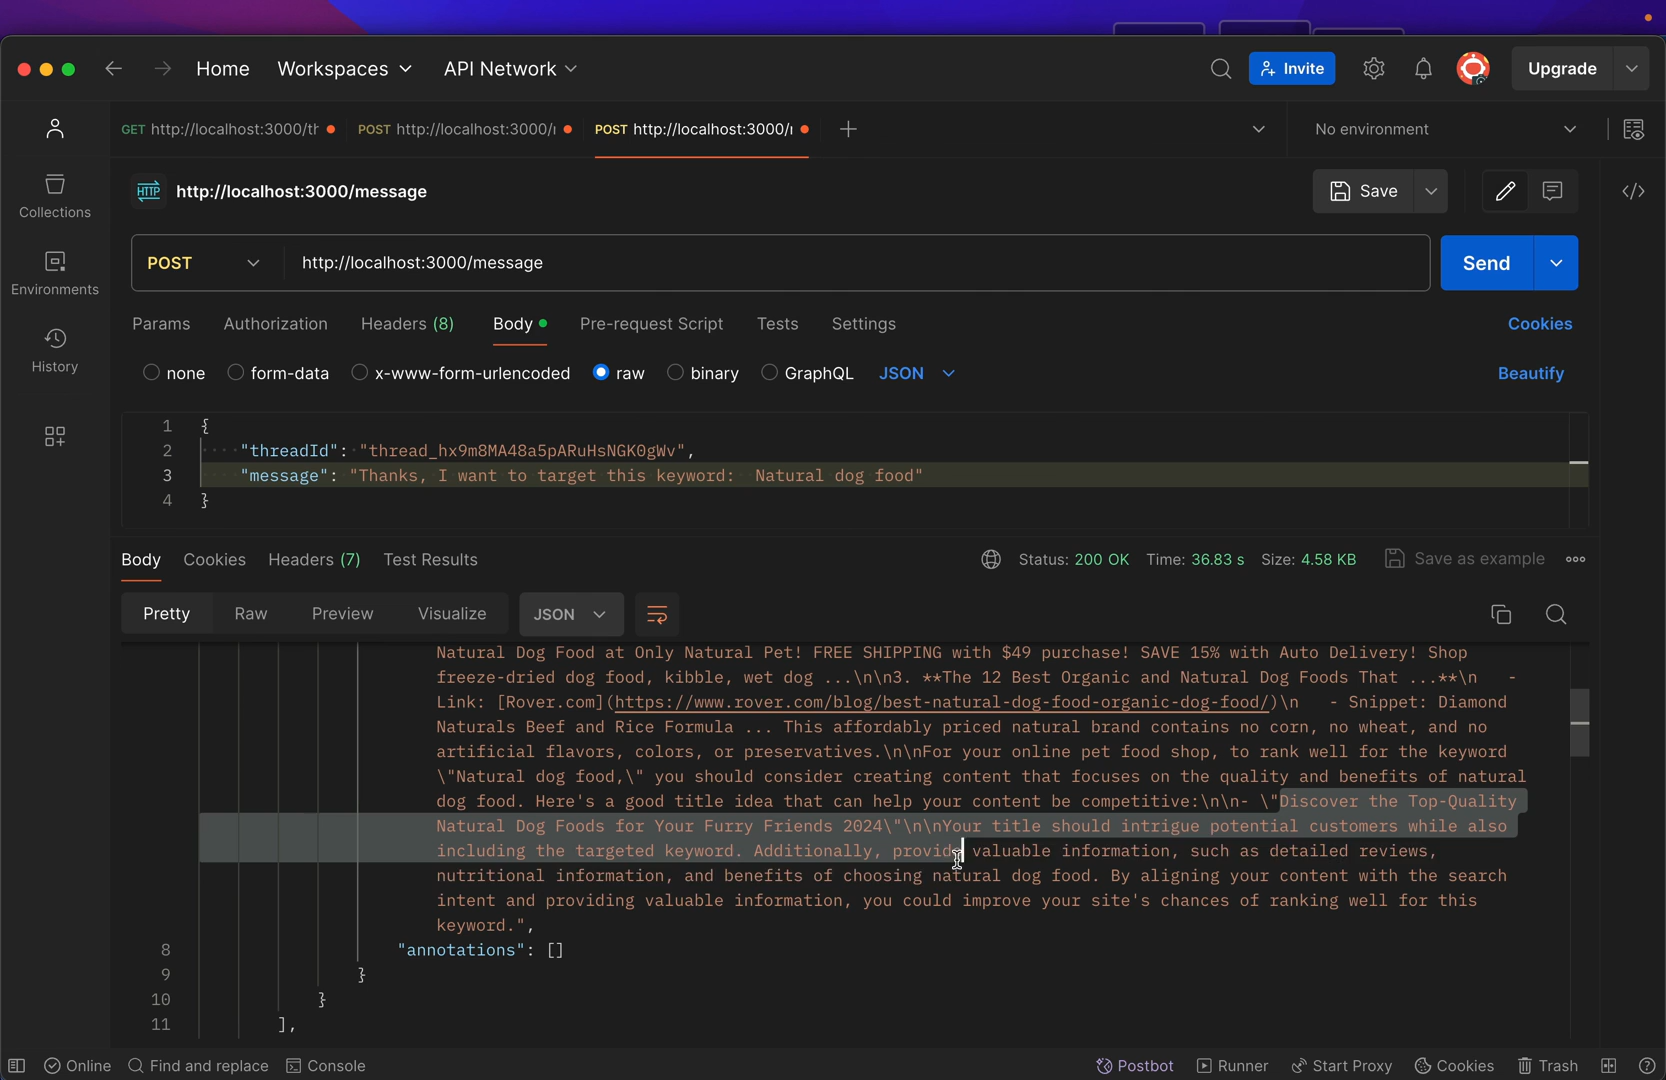 Home Workspaces API Network Invite Upgrade
GET http://localhost:3000/th POST http://localhost:3000/r POST http://localhost:3000/r No environment
HTTP http://localhost:3000/message Save
Collections
POST http://localhost:3000/message Send
Environments
Params Authorization Headers (8) Body Pre-request Script Tests Settings Cookies
History
none form-data x-www-form-urlencoded raw binary GraphQL JSON Beautify
1 {
2 "threadId": "thread_hx9m8MA48a5pARuHsNGK0gWv",
3 "message": "Thanks, I want to target this keyword:  Natural dog food"
4 }
Body Cookies Headers (7) Test Results Status: 200 OK Time: 36.83 s Size: 4.58 KB Save as example
Pretty Raw Preview Visualize JSON
Natural Dog Food at Only Natural Pet! FREE SHIPPING with $49 purchase! SAVE 15% with Auto Delivery! Shop
freeze-dried dog food, kibble, wet dog ...\n\n3. **The 12 Best Organic and Natural Dog Foods That ...**\n   -
Link: [Rover.com](https://www.rover.com/blog/best-natural-dog-food-organic-dog-food/)\n   - Snippet: Diamond
Naturals Beef and Rice Formula ... This affordably priced natural brand contains no corn, no wheat, and no
artificial flavors, colors, or preservatives.\n\nFor your online pet food shop, to rank well for the keyword
\"Natural dog food,\" you should consider creating content that focuses on the quality and benefits of natural
dog food. Here's a good title idea that can help your content be competitive:\n\n- \"Discover the Top-Quality
Natural Dog Foods for Your Furry Friends 2024\"\n\nYour title should intrigue potential customers while also
including the targeted keyword. Additionally, provide valuable information, such as detailed reviews,
nutritional information, and benefits of choosing natural dog food. By aligning your content with the search
intent and providing valuable information, you could improve your site's chances of ranking well for this
keyword.",
8 "annotations": []
9 }
10 }
11 ],
Online Find and replace Console Postbot Runner Start Proxy Cookies Trash